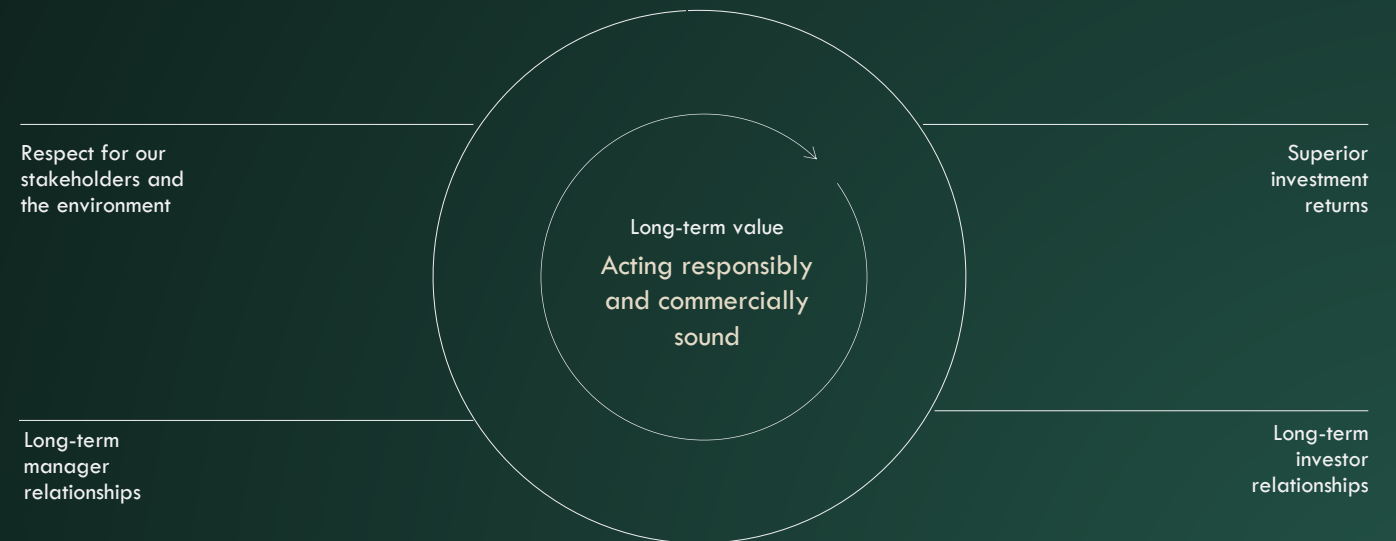 Respect for our
stakeholders and
the environment
Superior
investment
returns
Long-term value
Acting responsibly
and commercially
sound
Long-term
manager
relationships
Long-term
investor
relationships